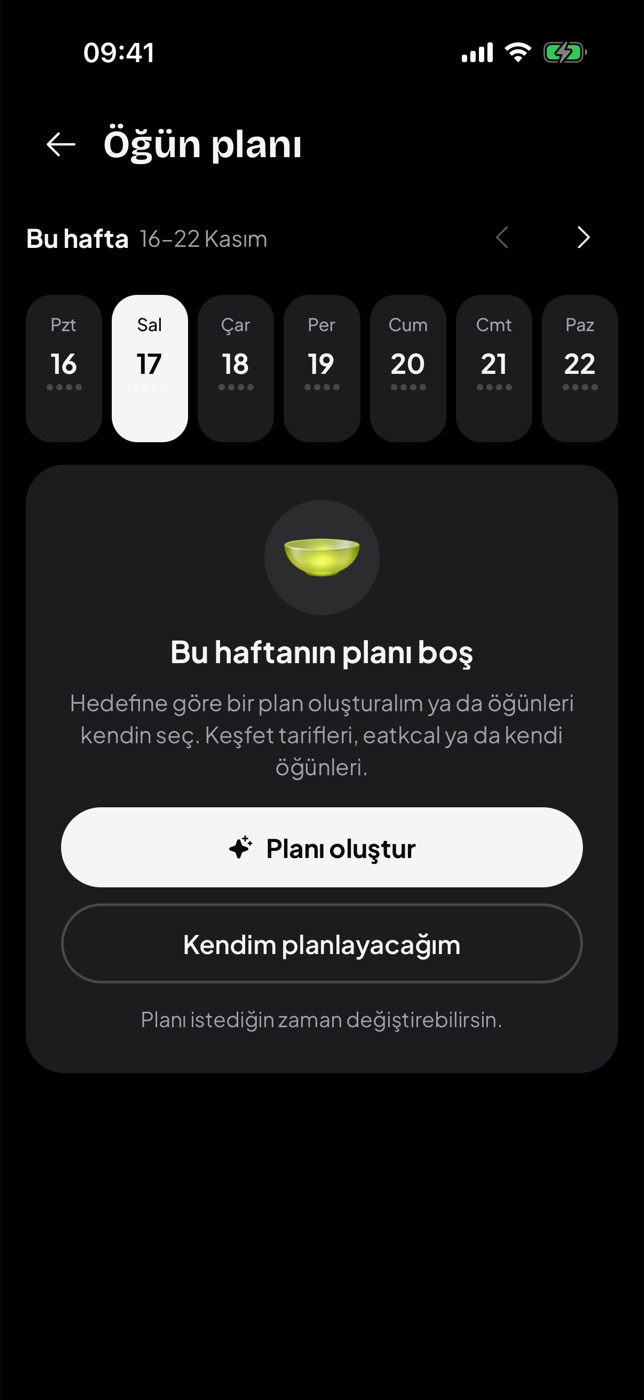 09:41
Öğün planı
Bu hafta 16–22 Kasım
Pzt Sal Çar Per Cum Cmt Paz
16 17 18 19 20 21 22
Bu haftanın planı boş
Hedefine göre bir plan oluşturalım ya da öğünleri
kendin seç. Keşfet tarifleri, eatkcal ya da kendi
öğünleri.
Planı oluştur
Kendim planlayacağım
Planı istediğin zaman değiştirebilirsin.